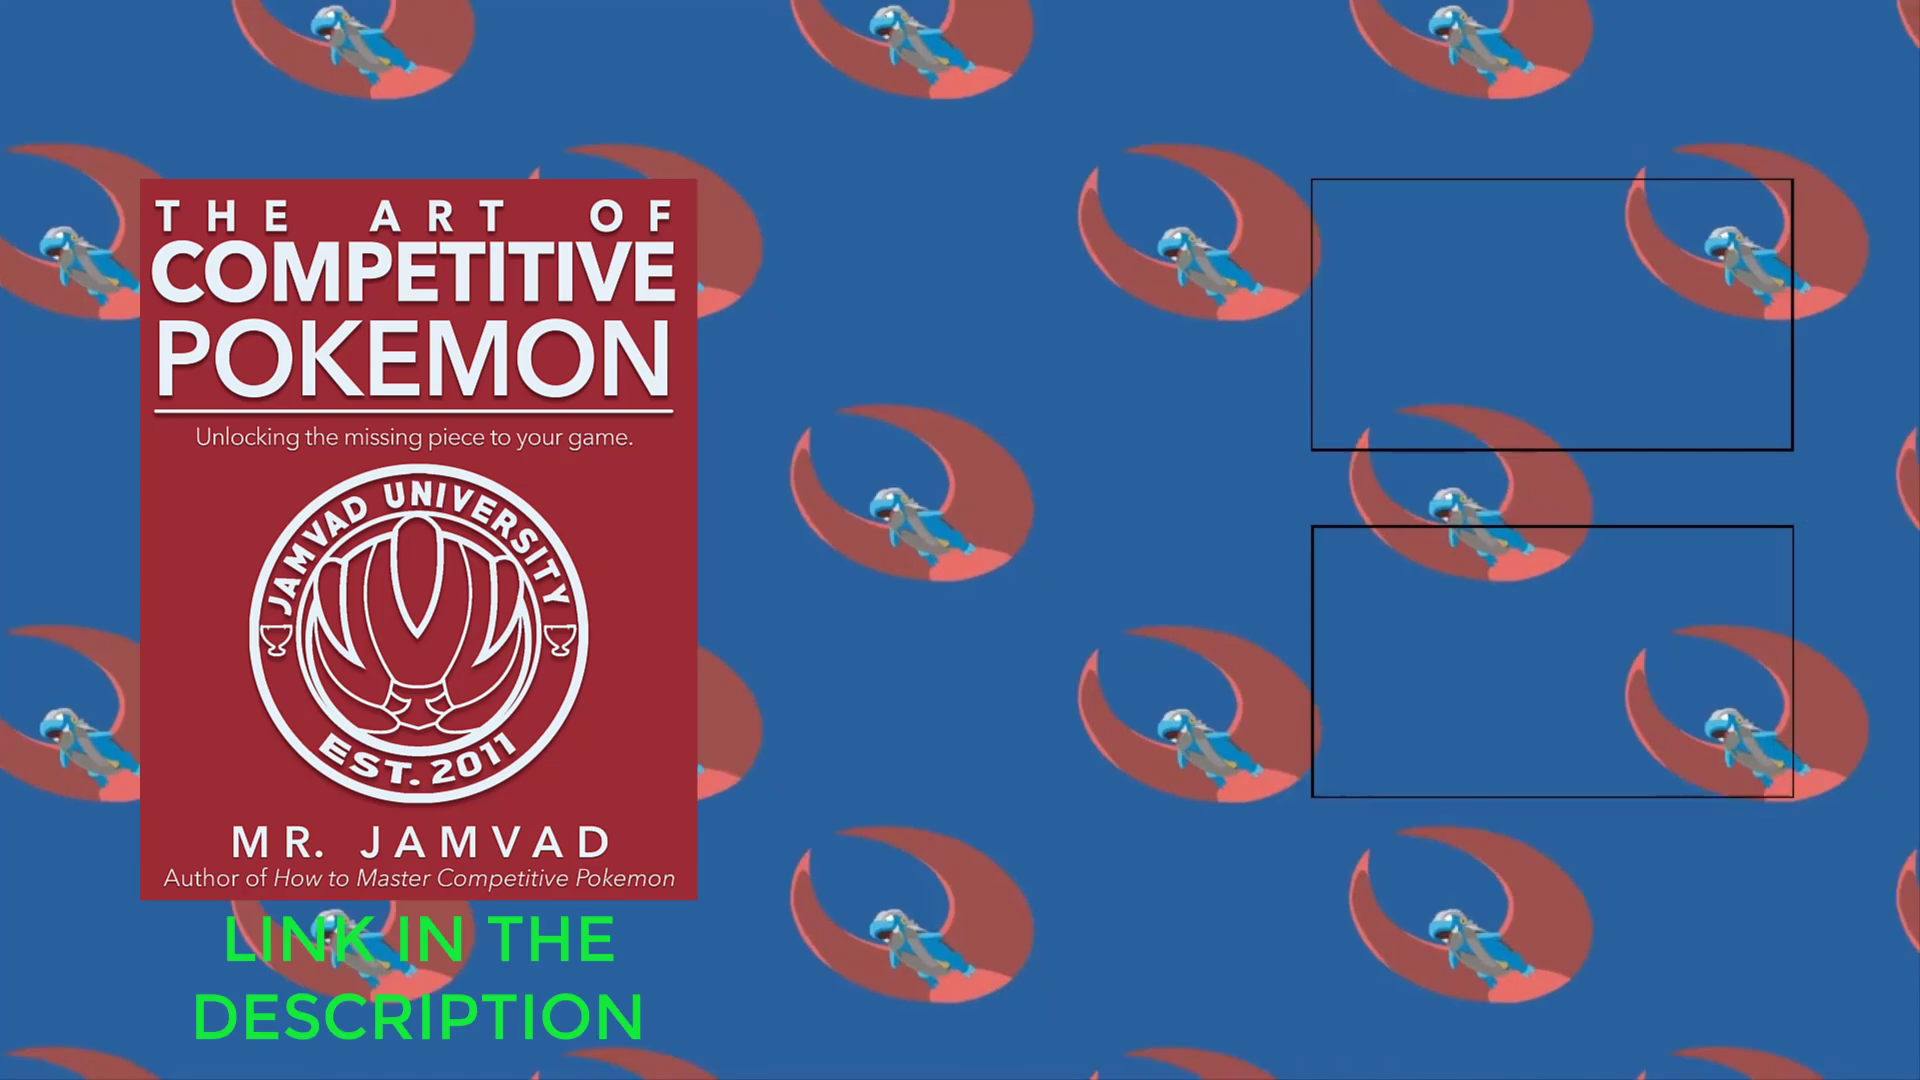 THE ART OF
COMPETITIVE
POKEMON
Unlocking the missing piece to your game.
JAMVAD UNIVERSITY
EST. 2011
MR. JAMVAD
Author of How to Master Competitive Pokemon
LINK IN THE
DESCRIPTION